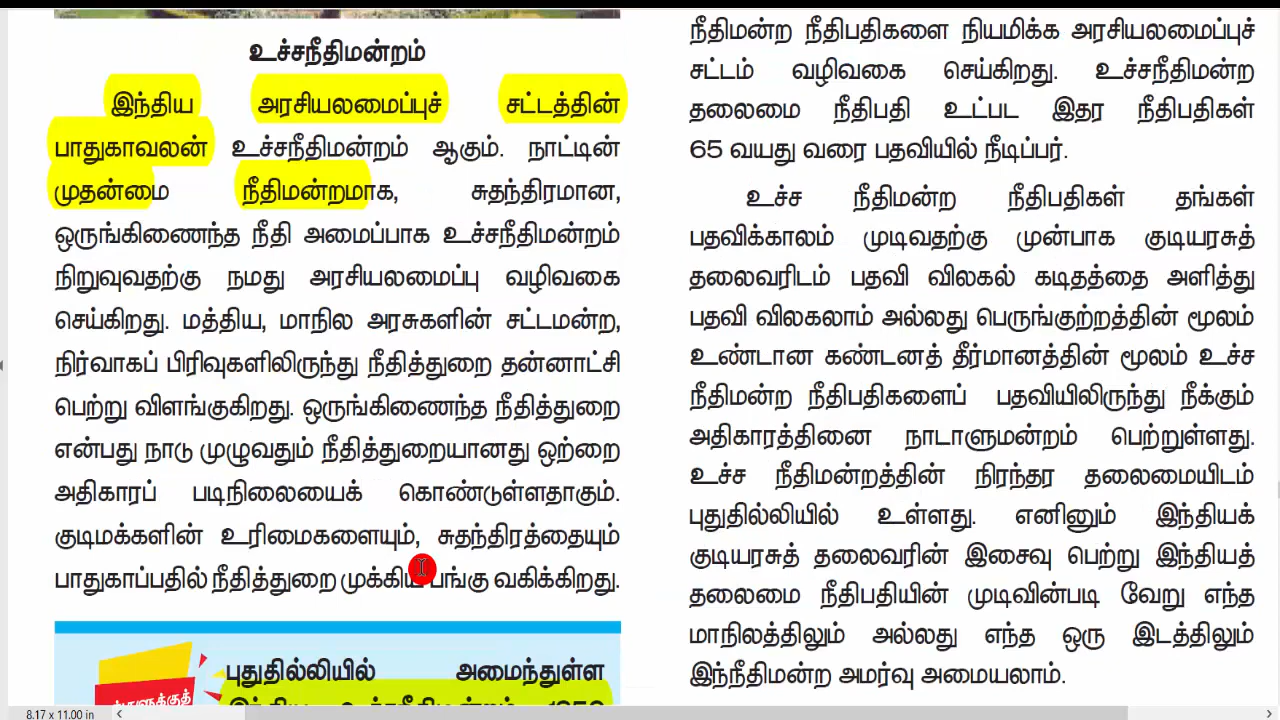 உச்சநீதிமன்றம்
இந்திய அரசியலமைப்புச் சட்டத்தின்
பாதுகாவலன் உச்சநீதிமன்றம் ஆகும். நாட்டின்
முதன்மை நீதிமன்றமாக, சுதந்திரமான,
ஒருங்கிணைந்த நீதி அமைப்பாக உச்சநீதிமன்றம்
நிறுவுவதற்கு நமது அரசியலமைப்பு வழிவகை
செய்கிறது. மத்திய, மாநில அரசுகளின் சட்டமன்ற,
நிர்வாகப் பிரிவுகளிலிருந்து நீதித்துறை தன்னாட்சி
பெற்று விளங்குகிறது. ஒருங்கிணைந்த நீதித்துறை
என்பது நாடு முழுவதும் நீதித்துறையானது ஒற்றை
அதிகாரப் படிநிலையைக் கொண்டுள்ளதாகும்.
குடிமக்களின் உரிமைகளையும், சுதந்திரத்தையும்
பாதுகாப்பதில் நீதித்துறை முக்கிய பங்கு வகிக்கிறது.
புதுதில்லியில் அமைந்துள்ள
நீதிமன்ற நீதிபதிகளை நியமிக்க அரசியலமைப்புச்
சட்டம் வழிவகை செய்கிறது. உச்சநீதிமன்ற
தலைமை நீதிபதி உட்பட இதர நீதிபதிகள்
65 வயது வரை பதவியில் நீடிப்பர்.
உச்ச நீதிமன்ற நீதிபதிகள் தங்கள்
பதவிக்காலம் முடிவதற்கு முன்பாக குடியரசுத்
தலைவரிடம் பதவி விலகல் கடிதத்தை அளித்து
பதவி விலகலாம் அல்லது பெருங்குற்றத்தின் மூலம்
உண்டான கண்டனத் தீர்மானத்தின் மூலம் உச்ச
நீதிமன்ற நீதிபதிகளைப் பதவியிலிருந்து நீக்கும்
அதிகாரத்தினை நாடாளுமன்றம் பெற்றுள்ளது.
உச்ச நீதிமன்றத்தின் நிரந்தர தலைமையிடம்
புதுதில்லியில் உள்ளது. எனினும் இந்தியக்
குடியரசுத் தலைவரின் இசைவு பெற்று இந்தியத்
தலைமை நீதிபதியின் முடிவின்படி வேறு எந்த
மாநிலத்திலும் அல்லது எந்த ஒரு இடத்திலும்
இந்நீதிமன்ற அமர்வு அமையலாம்.
8.17 x 11.00 in